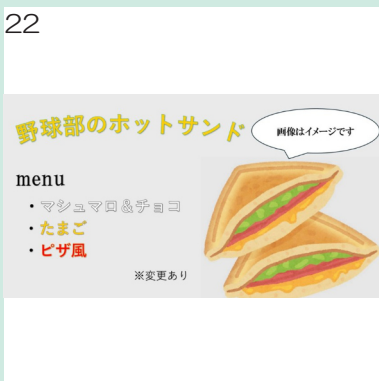 22
野球部のホットサンド
画像はイメージです
menu
・マシュマロ&チョコ
・たまご
・ピザ風
※変更あり